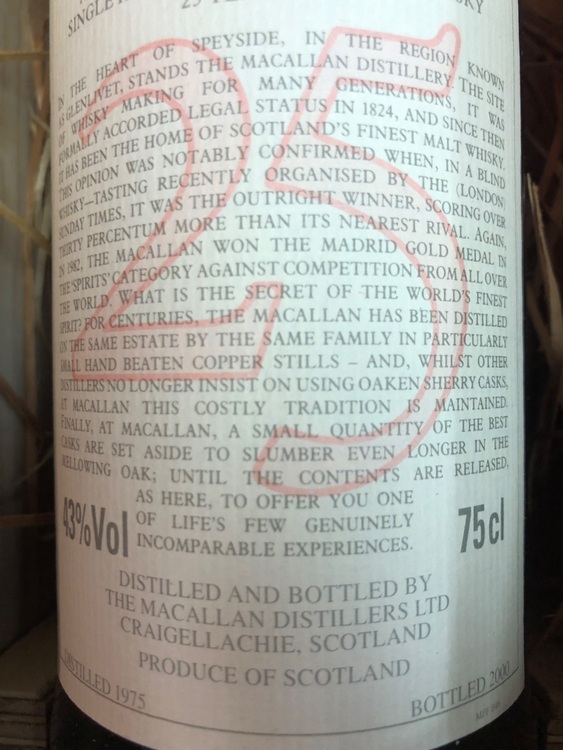 SINGLE
IN THE HEART OF SPEYSIDE, IN THE REGION KNOWN
AS GLENLIVET, STANDS THE MACALLAN DISTILLERY. THE SITE
OF WHISKY MAKING FOR MANY GENERATIONS, IT WAS
FORMALLY ACCORDED LEGAL STATUS IN 1824, AND SINCE THEN
IT HAS BEEN THE HOME OF SCOTLAND'S FINEST MALT WHISKY.
THIS OPINION WAS NOTABLY CONFIRMED WHEN, IN A BLIND
WHISKY-TASTING RECENTLY ORGANISED BY THE (LONDON)
SUNDAY TIMES, IT WAS THE OUTRIGHT WINNER, SCORING OVER
THIRTY PERCENTUM MORE THAN ITS NEAREST RIVAL. AGAIN,
IN 1982, THE MACALLAN WON THE MADRID GOLD MEDAL IN
THE 'SPIRITS' CATEGORY AGAINST COMPETITION FROM ALL OVER
THE WORLD. WHAT IS THE SECRET OF THE WORLD'S FINEST
SPIRIT? FOR CENTURIES, THE MACALLAN HAS BEEN DISTILLED
ON THE SAME ESTATE BY THE SAME FAMILY IN PARTICULARLY
SMALL HAND BEATEN COPPER STILLS – AND, WHILST OTHER
DISTILLERS NO LONGER INSIST ON USING OAKEN SHERRY CASKS,
AT MACALLAN THIS COSTLY TRADITION IS MAINTAINED.
FINALLY, AT MACALLAN, A SMALL QUANTITY OF THE BEST
CASKS ARE SET ASIDE TO SLUMBER EVEN LONGER IN THE
MELLOWING OAK; UNTIL THE CONTENTS ARE RELEASED,
AS HERE, TO OFFER YOU ONE
OF LIFE'S FEW GENUINELY
INCOMPARABLE EXPERIENCES.
25
43%Vol
75cl
DISTILLED AND BOTTLED BY
THE MACALLAN DISTILLERS LTD
CRAIGELLACHIE, SCOTLAND
PRODUCE OF SCOTLAND
DISTILLED 1975
BOTTLED 2000